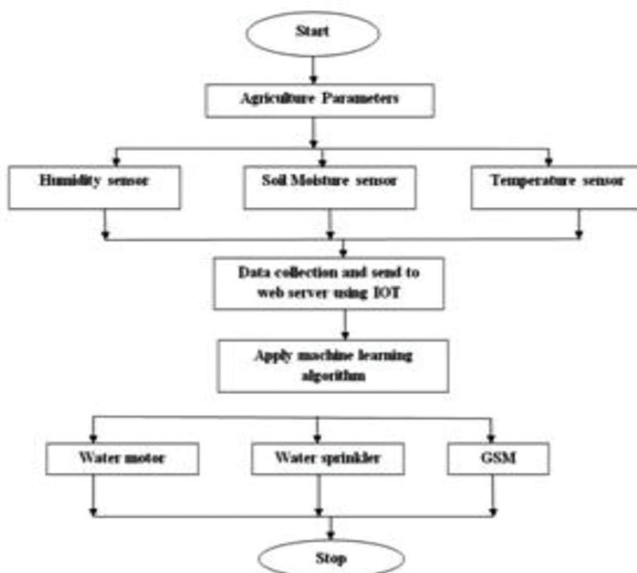 Start
Agriculture Parameters
Humidity sensor
Soil Moisture sensor
Temperature sensor
Data collection and send to
web server using IOT
Apply machine learning
algorithm
Water motor
Water sprinkler
GSM
Stop